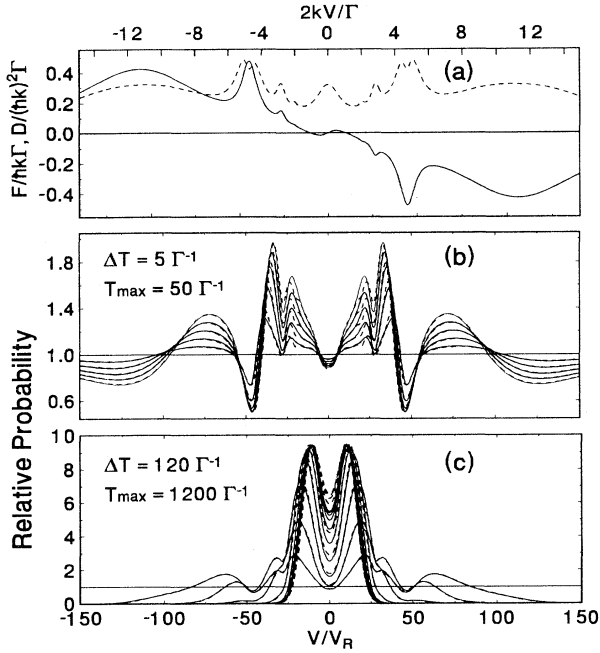 2kV/Γ
-12 -8 -4 0 4 8 12
(a)
F/ħkΓ, D/(ħk)²Γ
0.4
0.2
0.0
-0.2
-0.4
(b)
ΔT = 5 Γ⁻¹
Tmax = 50 Γ⁻¹
1.8
1.4
1.0
0.6
Relative Probability
(c)
ΔT = 120 Γ⁻¹
Tmax = 1200 Γ⁻¹
10
8
6
4
2
0
-150 -100 -50 -25 0 25 50 100 150
V/VR